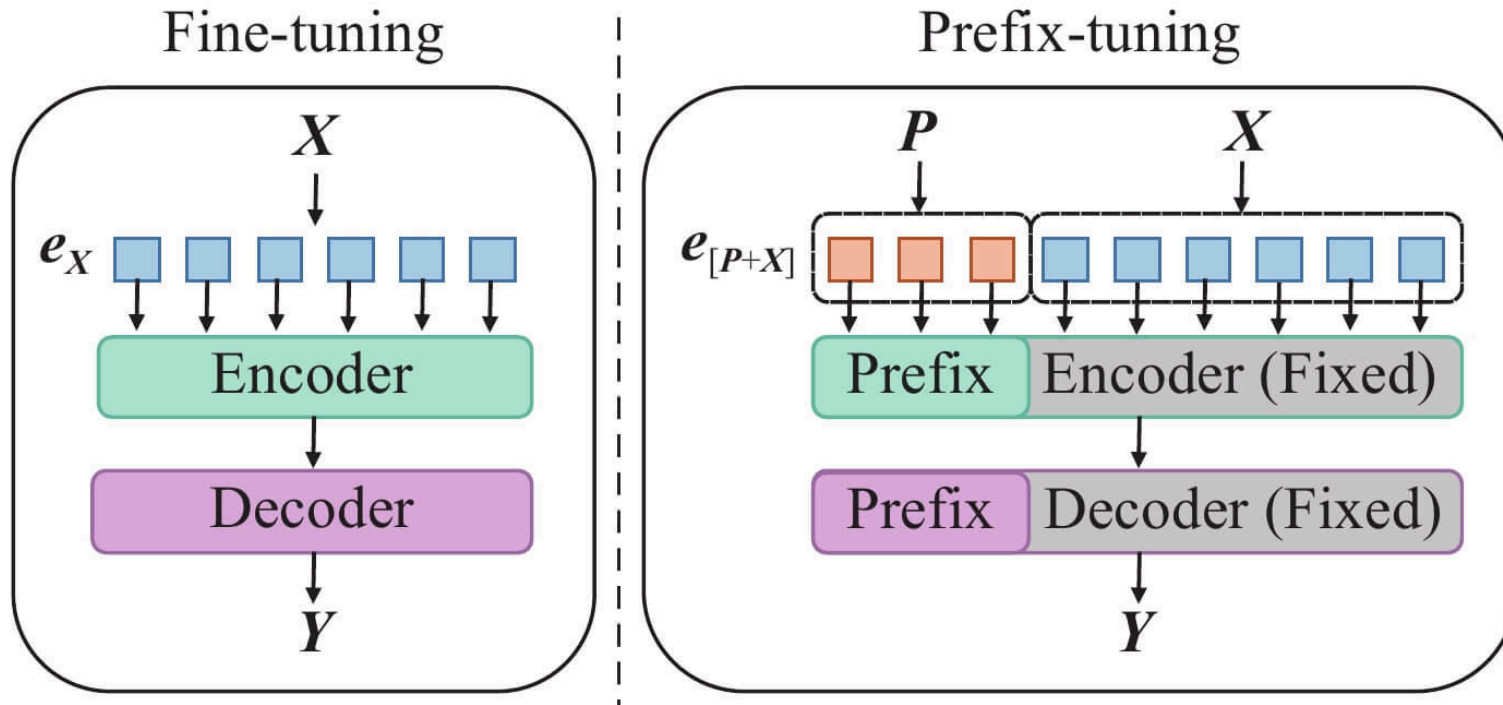 Fine-tuning
X
e_X
Encoder
Decoder
Y
Prefix-tuning
P X
e_[P+X]
Prefix Encoder (Fixed)
Prefix Decoder (Fixed)
Y